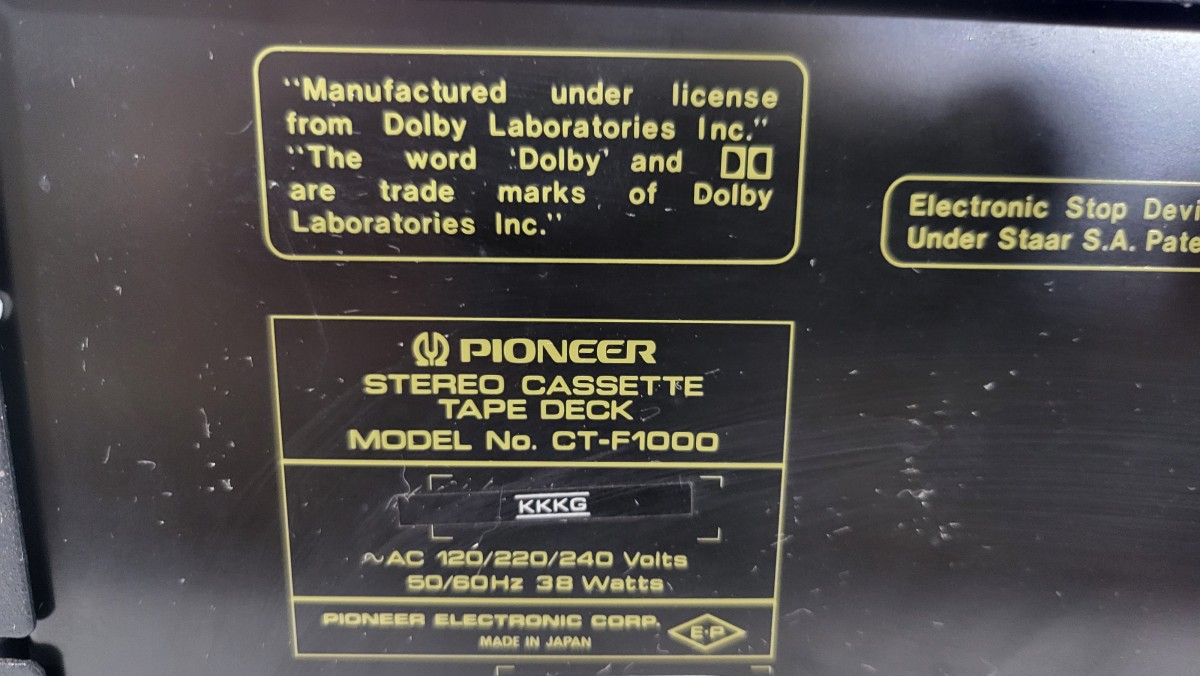 "Manufactured under license
from Dolby Laboratories Inc."
"The word 'Dolby' and
are trade marks of Dolby
Laboratories Inc."
Electronic Stop Devi
Under Staar S.A. Pate
PIONEER
STEREO CASSETTE
TAPE DECK
MODEL No. CT-F1000
KKKG
~AC 120/220/240 Volts
50/60Hz 38 Watts
PIONEER ELECTRONIC CORP.
E·P
MADE IN JAPAN